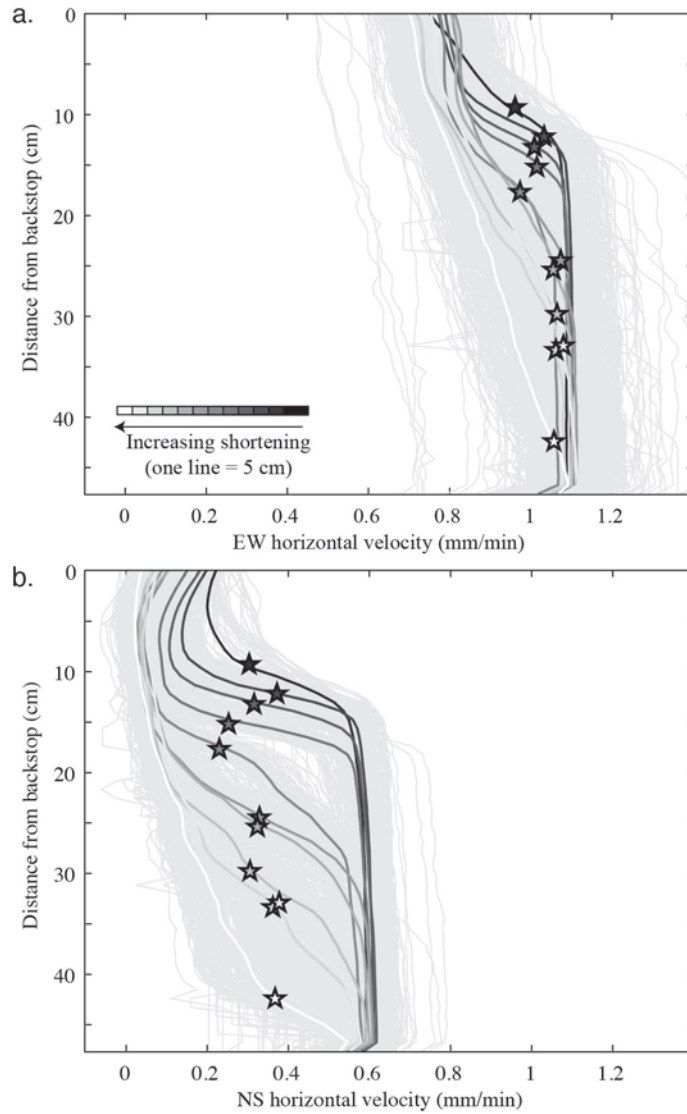 a.
0
10
20
30
40
Distance from backstop (cm)
Increasing shortening
(one line = 5 cm)
0 0.2 0.4 0.6 0.8 1 1.2
EW horizontal velocity (mm/min)
b.
0
10
20
30
40
Distance from backstop (cm)
0 0.2 0.4 0.6 0.8 1 1.2
NS horizontal velocity (mm/min)